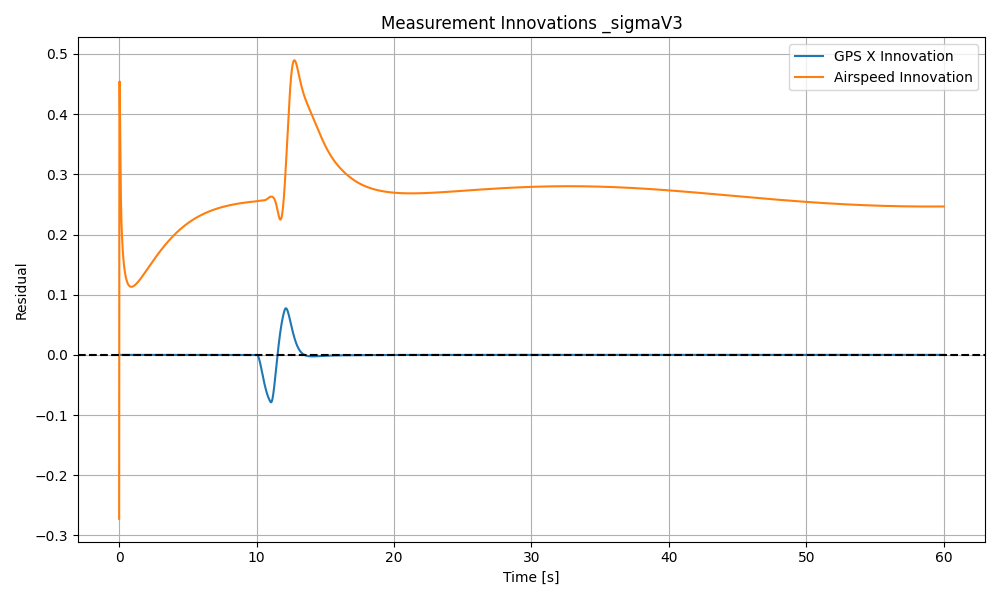 Measurement Innovations _sigmaV3
GPS X Innovation
Airspeed Innovation
Residual
0.5
0.4
0.3
0.2
0.1
0.0
−0.1
−0.2
−0.3
0 10 20 30 40 50 60
Time [s]